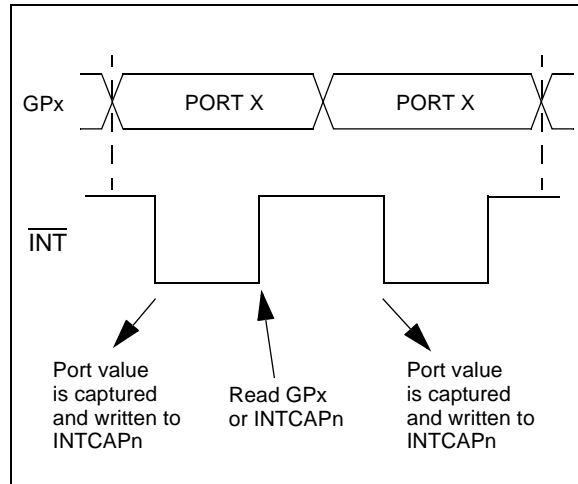 GPx
PORT X
PORT X
INT
Port value
is captured
and written to
INTCAPn
Read GPx
or INTCAPn
Port value
is captured
and written to
INTCAPn